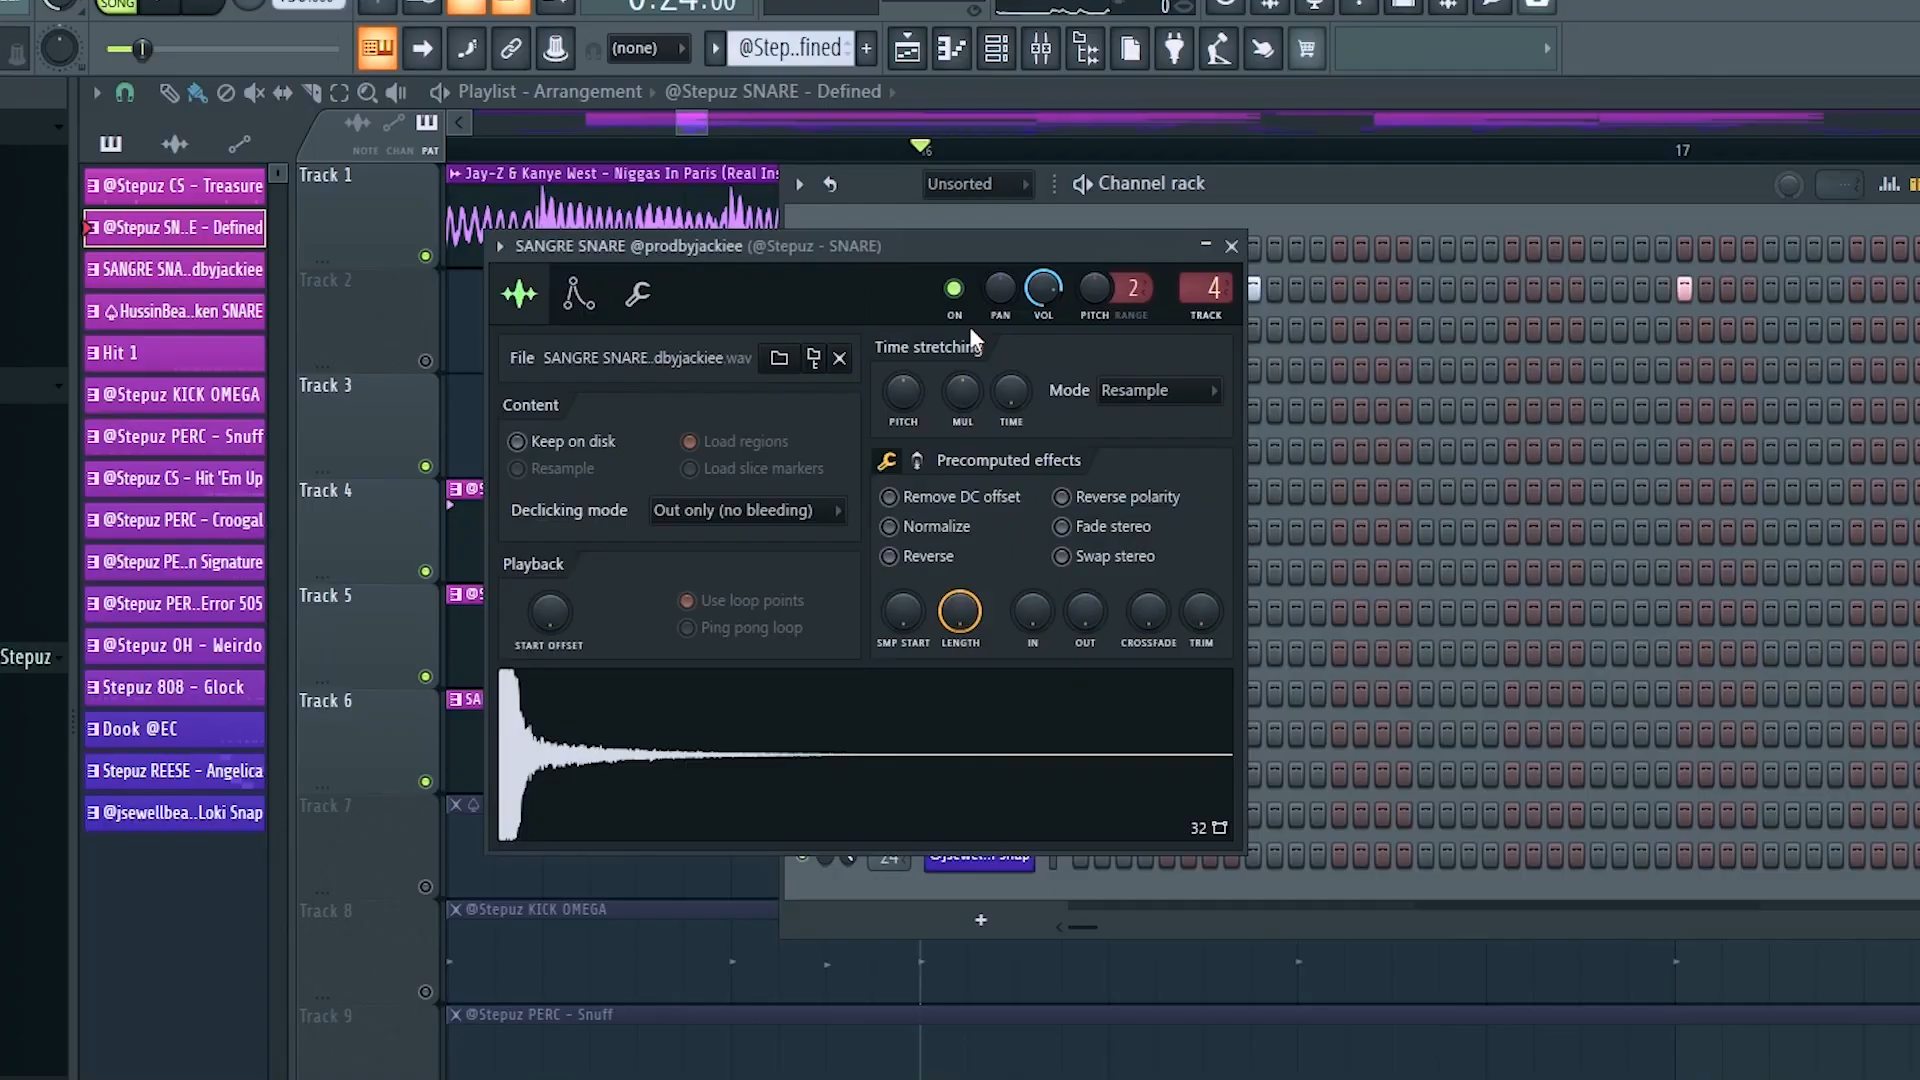 SONG
0:24:00
0
(none)
@Step..fined
+
Playlist - Arrangement
@Stepuz SNARE - Defined
NOTE CHAN PAT
6
17
Track 1
Track 2
Track 3
Track 4
Track 5
Track 6
Track 7
Track 8
Track 9
@Stepuz CS - Treasure
@Stepuz SN..E - Defined
SANGRE SNA..dbyjackiee
HussinBea..ken SNARE
Hit 1
@Stepuz KICK OMEGA
@Stepuz PERC - Snuff
@Stepuz CS - Hit 'Em Up
@Stepuz PERC - Croogal
@Stepuz PE..n Signature
@Stepuz PER..Error 505
@Stepuz OH - Weirdo
Stepuz 808 - Glock
Dook @EC
Stepuz REESE - Angelica
@jsewellbea..Loki Snap
Stepuz
Jay-Z & Kanye West - Niggas In Paris (Real Ins
Unsorted
Channel rack
SANGRE SNARE @prodbyjackiee (@Stepuz - SNARE)
ON PAN VOL PITCH RANGE TRACK
2
4
File SANGRE SNARE..dbyjackiee.wav
Time stretching
PITCH MUL TIME
Mode Resample
Content
Keep on disk
Load regions
Resample
Load slice markers
Declicking mode Out only (no bleeding)
Precomputed effects
Remove DC offset
Reverse polarity
Normalize
Fade stereo
Reverse
Swap stereo
Playback
START OFFSET
Use loop points
Ping pong loop
SMP START LENGTH IN OUT CROSSFADE TRIM
32
@S
@S
SA
24
+
@Stepuz KICK OMEGA
@Stepuz PERC - Snuff